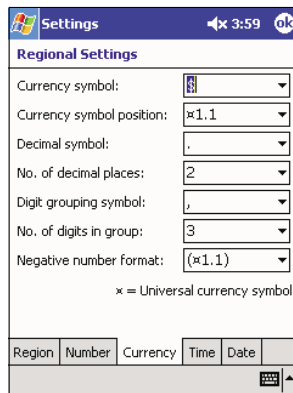 Settings 3:59 ok
Regional Settings
Currency symbol: $
Currency symbol position: ¤1.1
Decimal symbol: .
No. of decimal places: 2
Digit grouping symbol: ,
No. of digits in group: 3
Negative number format: (¤1.1)
¤ = Universal currency symbol
Region Number Currency Time Date